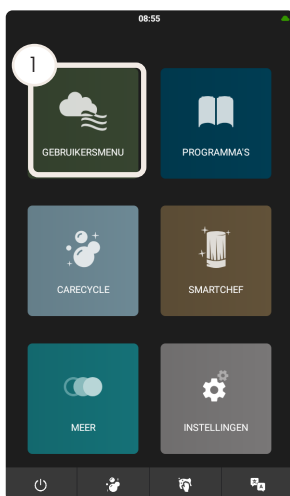 08:55
1
GEBRUIKERSMENU
PROGRAMMA'S
CARECYCLE
SMARTCHEF
MEER
INSTELLINGEN